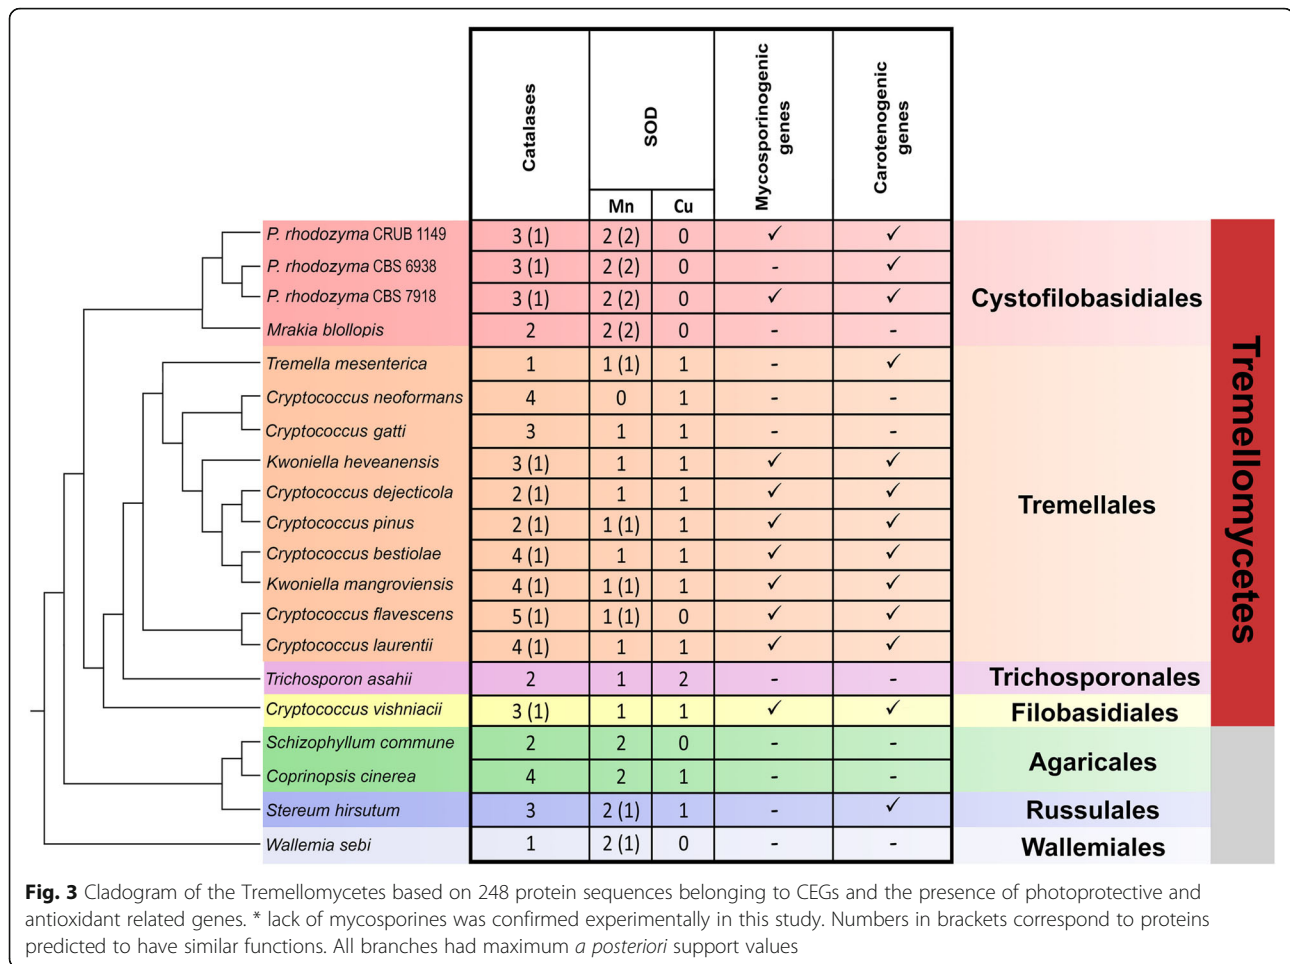 Catalases
SOD
Mycosporinogenic
genes
Carotenogenic
genes
Mn Cu
P. rhodozyma CRUB 1149 3 (1) 2 (2) 0 ✓ ✓
P. rhodozyma CBS 6938 3 (1) 2 (2) 0 - ✓
P. rhodozyma CBS 7918 3 (1) 2 (2) 0 ✓ ✓
Mrakia blollopis 2 2 (2) 0 - -
Cystofilobasidiales
Tremella mesenterica 1 1 (1) 1 - ✓
Cryptococcus neoformans 4 0 1 - -
Cryptococcus gatti 3 1 1 - -
Kwoniella heveanensis 3 (1) 1 1 ✓ ✓
Cryptococcus dejecticola 2 (1) 1 1 ✓ ✓
Cryptococcus pinus 2 (1) 1 (1) 1 ✓ ✓
Cryptococcus bestiolae 4 (1) 1 1 ✓ ✓
Kwoniella mangroviensis 4 (1) 1 (1) 1 ✓ ✓
Cryptococcus flavescens 5 (1) 1 (1) 0 ✓ ✓
Cryptococcus laurentii 4 (1) 1 1 ✓ ✓
Tremellales
Trichosporon asahii 2 1 2 - - Trichosporonales
Cryptococcus vishniacii 3 (1) 1 1 ✓ ✓ Filobasidiales
Tremellomycetes
Schizophyllum commune 2 2 0 - -
Coprinopsis cinerea 4 2 1 - -
Agaricales
Stereum hirsutum 3 2 (1) 1 - ✓ Russulales
Wallemia sebi 1 2 (1) 0 - - Wallemiales
Fig. 3 Cladogram of the Tremellomycetes based on 248 protein sequences belonging to CEGs and the presence of photoprotective and
antioxidant related genes. * lack of mycosporines was confirmed experimentally in this study. Numbers in brackets correspond to proteins
predicted to have similar functions. All branches had maximum a posteriori support values